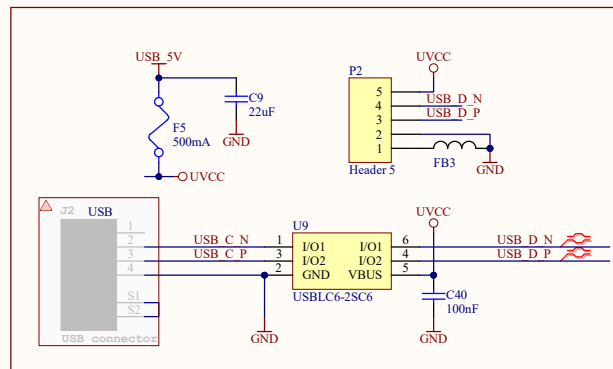 USB_5V
C9
22uF
GND
F5
500mA
UVCC
UVCC
P2
5
4 USB_D_N
3 USB_D_P
2
1
Header 5
FB3
GND
J2 USB
1
2 USB_C_N
3 USB_C_P
4
S1
S2
USB connector
U9
1 I/O1 I/O1 6 USB_D_N
3 I/O2 I/O2 4 USB_D_P
2 GND VBUS 5
USBLC6-2SC6
GND
UVCC
C40
100nF
GND